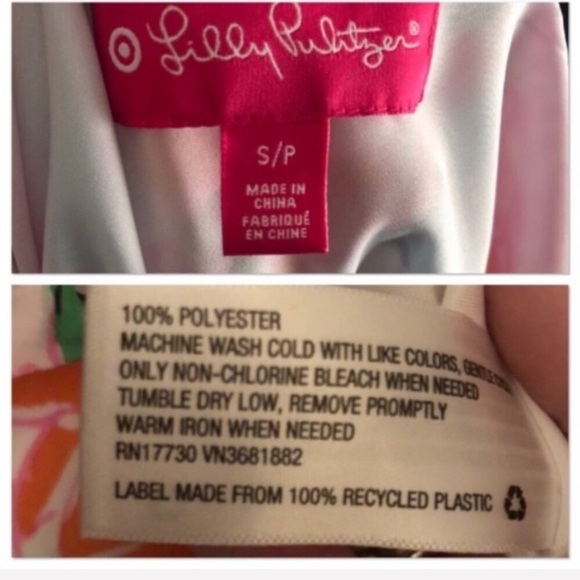 Lilly Pulitzer®
S/P
MADE IN
CHINA
FABRIQUÉ
EN CHINE
100% POLYESTER
MACHINE WASH COLD WITH LIKE COLORS, GENTLE
ONLY NON-CHLORINE BLEACH WHEN NEEDED
TUMBLE DRY LOW, REMOVE PROMPTLY
WARM IRON WHEN NEEDED
RN17730 VN3681882
LABEL MADE FROM 100% RECYCLED PLASTIC